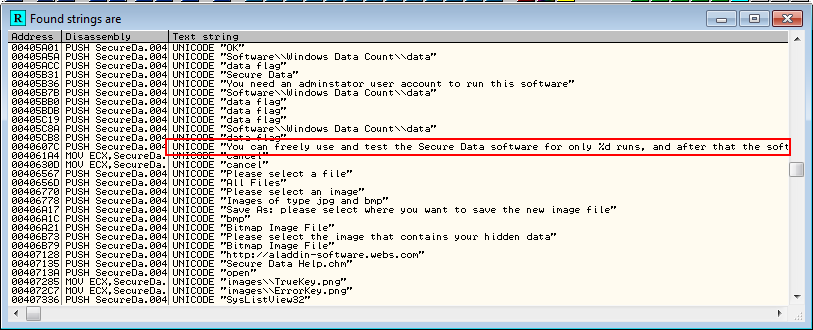 R Found strings are
Address Disassembly Text string
00405A01 PUSH SecureDa.004 UNICODE "OK"
00405A5A PUSH SecureDa.004 UNICODE "Software\\Windows Data Count\\data"
00405ACC PUSH SecureDa.004 UNICODE "data flag"
00405B31 PUSH SecureDa.004 UNICODE "Secure Data"
00405B36 PUSH SecureDa.004 UNICODE "You need an adminstator user account to run this software"
00405B7B PUSH SecureDa.004 UNICODE "Software\\Windows Data Count\\data"
00405BB0 PUSH SecureDa.004 UNICODE "data flag"
00405BDB PUSH SecureDa.004 UNICODE "data flag"
00405C19 PUSH SecureDa.004 UNICODE "data flag"
00405C8A PUSH SecureDa.004 UNICODE "Software\\Windows Data Count\\data"
00405CB8 PUSH SecureDa.004 UNICODE "data flag"
0040607C PUSH SecureDa.004 UNICODE "You can freely use and test the Secure Data software for only %d runs, and after that the soft
004061A4 MOV ECX,SecureDa. UNICODE "cancel"
0040630D MOV ECX,SecureDa. UNICODE "cancel"
00406567 PUSH SecureDa.004 UNICODE "Please select a file"
0040656D PUSH SecureDa.004 UNICODE "All Files"
00406770 PUSH SecureDa.004 UNICODE "Please select an image"
00406778 PUSH SecureDa.004 UNICODE "Images of type jpg and bmp"
00406A17 PUSH SecureDa.004 UNICODE "Save As: please select where you want to save the new image file"
00406A1C PUSH SecureDa.004 UNICODE "bmp"
00406A21 PUSH SecureDa.004 UNICODE "Bitmap Image File"
00406B73 PUSH SecureDa.004 UNICODE "Please select the image that contains your hidden data"
00406B79 PUSH SecureDa.004 UNICODE "Bitmap Image File"
00407128 PUSH SecureDa.004 UNICODE "http://aladdin-software.webs.com"
00407135 PUSH SecureDa.004 UNICODE "Secure Data Help.chm"
0040713A PUSH SecureDa.004 UNICODE "open"
00407285 MOV ECX,SecureDa. UNICODE "images\\TrueKey.png"
004072C7 MOV ECX,SecureDa. UNICODE "images\\ErrorKey.png"
00407336 PUSH SecureDa.004 UNICODE "SysListView32"